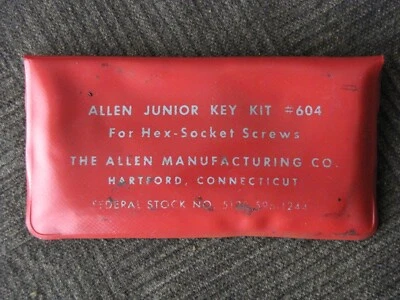 ALLEN JUNIOR KEY KIT #604
For Hex-Socket Screws
THE ALLEN MANUFACTURING CO.
HARTFORD, CONNECTICUT
FEDERAL STOCK NO.